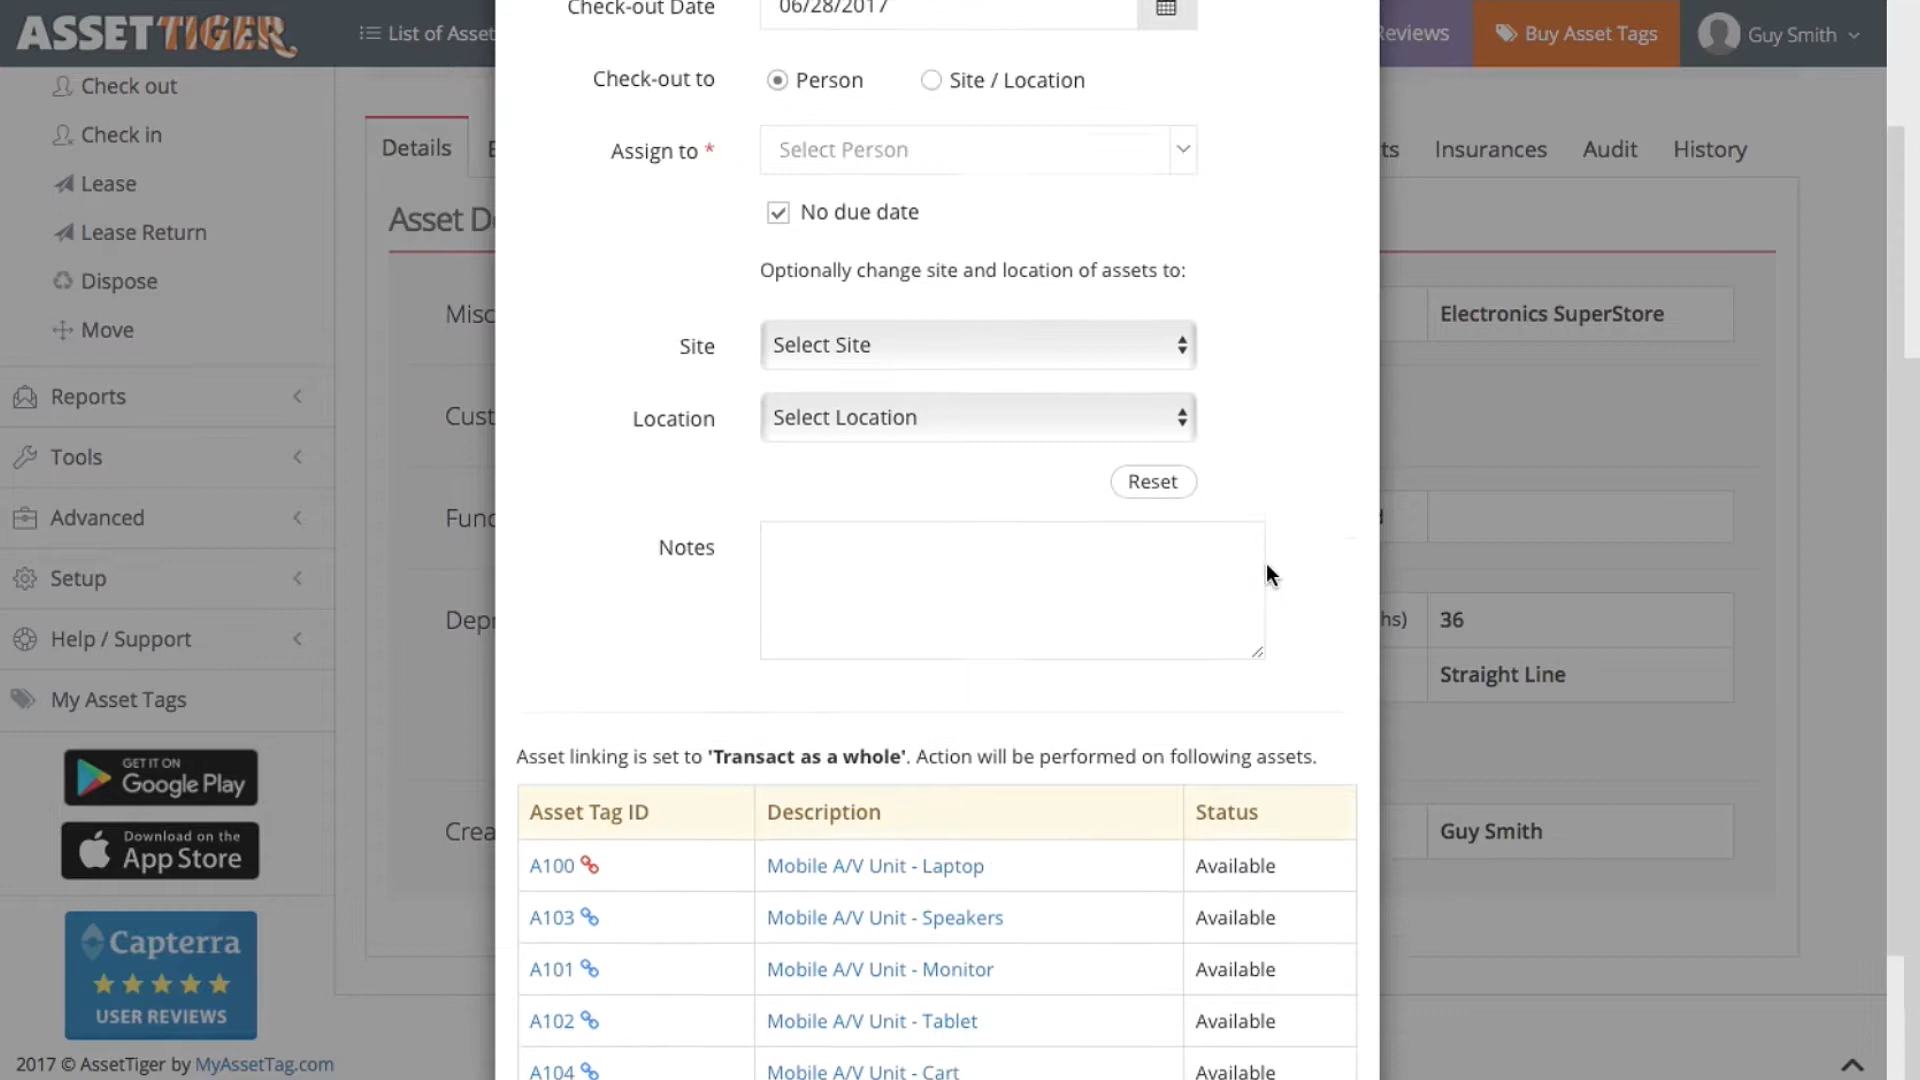 ASSETTIGER
List of Asset
Reviews
Buy Asset Tags
Guy Smith
Check out
Check in
Lease
Lease Return
Dispose
Move
Reports
Tools
Advanced
Setup
Help / Support
My Asset Tags
GET IT ON
Google Play
Download on the
App Store
Capterra
USER REVIEWS
2017 © AssetTiger by MyAssetTag.com
Details
Asset D
Misc
Cust
Func
Depr
Crea
Check-out Date 06/28/2017
Check-out to Person Site / Location
Assign to * Select Person
No due date
Optionally change site and location of assets to:
Site Select Site
Location Select Location
Reset
Notes
Asset linking is set to 'Transact as a whole'. Action will be performed on following assets.
Asset Tag ID Description Status
A100 Mobile A/V Unit - Laptop Available
A103 Mobile A/V Unit - Speakers Available
A101 Mobile A/V Unit - Monitor Available
A102 Mobile A/V Unit - Tablet Available
A104 Mobile A/V Unit - Cart Available
ts Insurances Audit History
Electronics SuperStore
hs) 36
Straight Line
Guy Smith